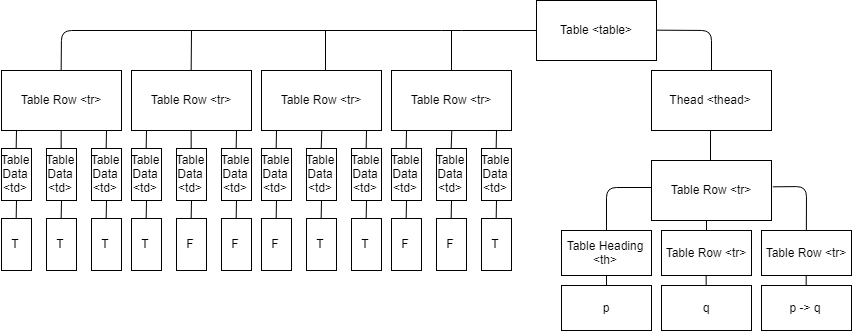 Table <table>
Table Row <tr>
Table Row <tr>
Table Row <tr>
Table Row <tr>
Thead <thead>
Table
Data
<td>
Table
Data
<td>
Table
Data
<td>
Table
Data
<td>
Table
Data
<td>
Table
Data
<td>
Table
Data
<td>
Table
Data
<td>
Table
Data
<td>
Table
Data
<td>
Table
Data
<td>
Table
Data
<td>
Table Row <tr>
T
T
T
T
F
F
F
T
T
F
F
T
Table Heading
<th>
Table Row <tr>
Table Row <tr>
p
q
p -> q